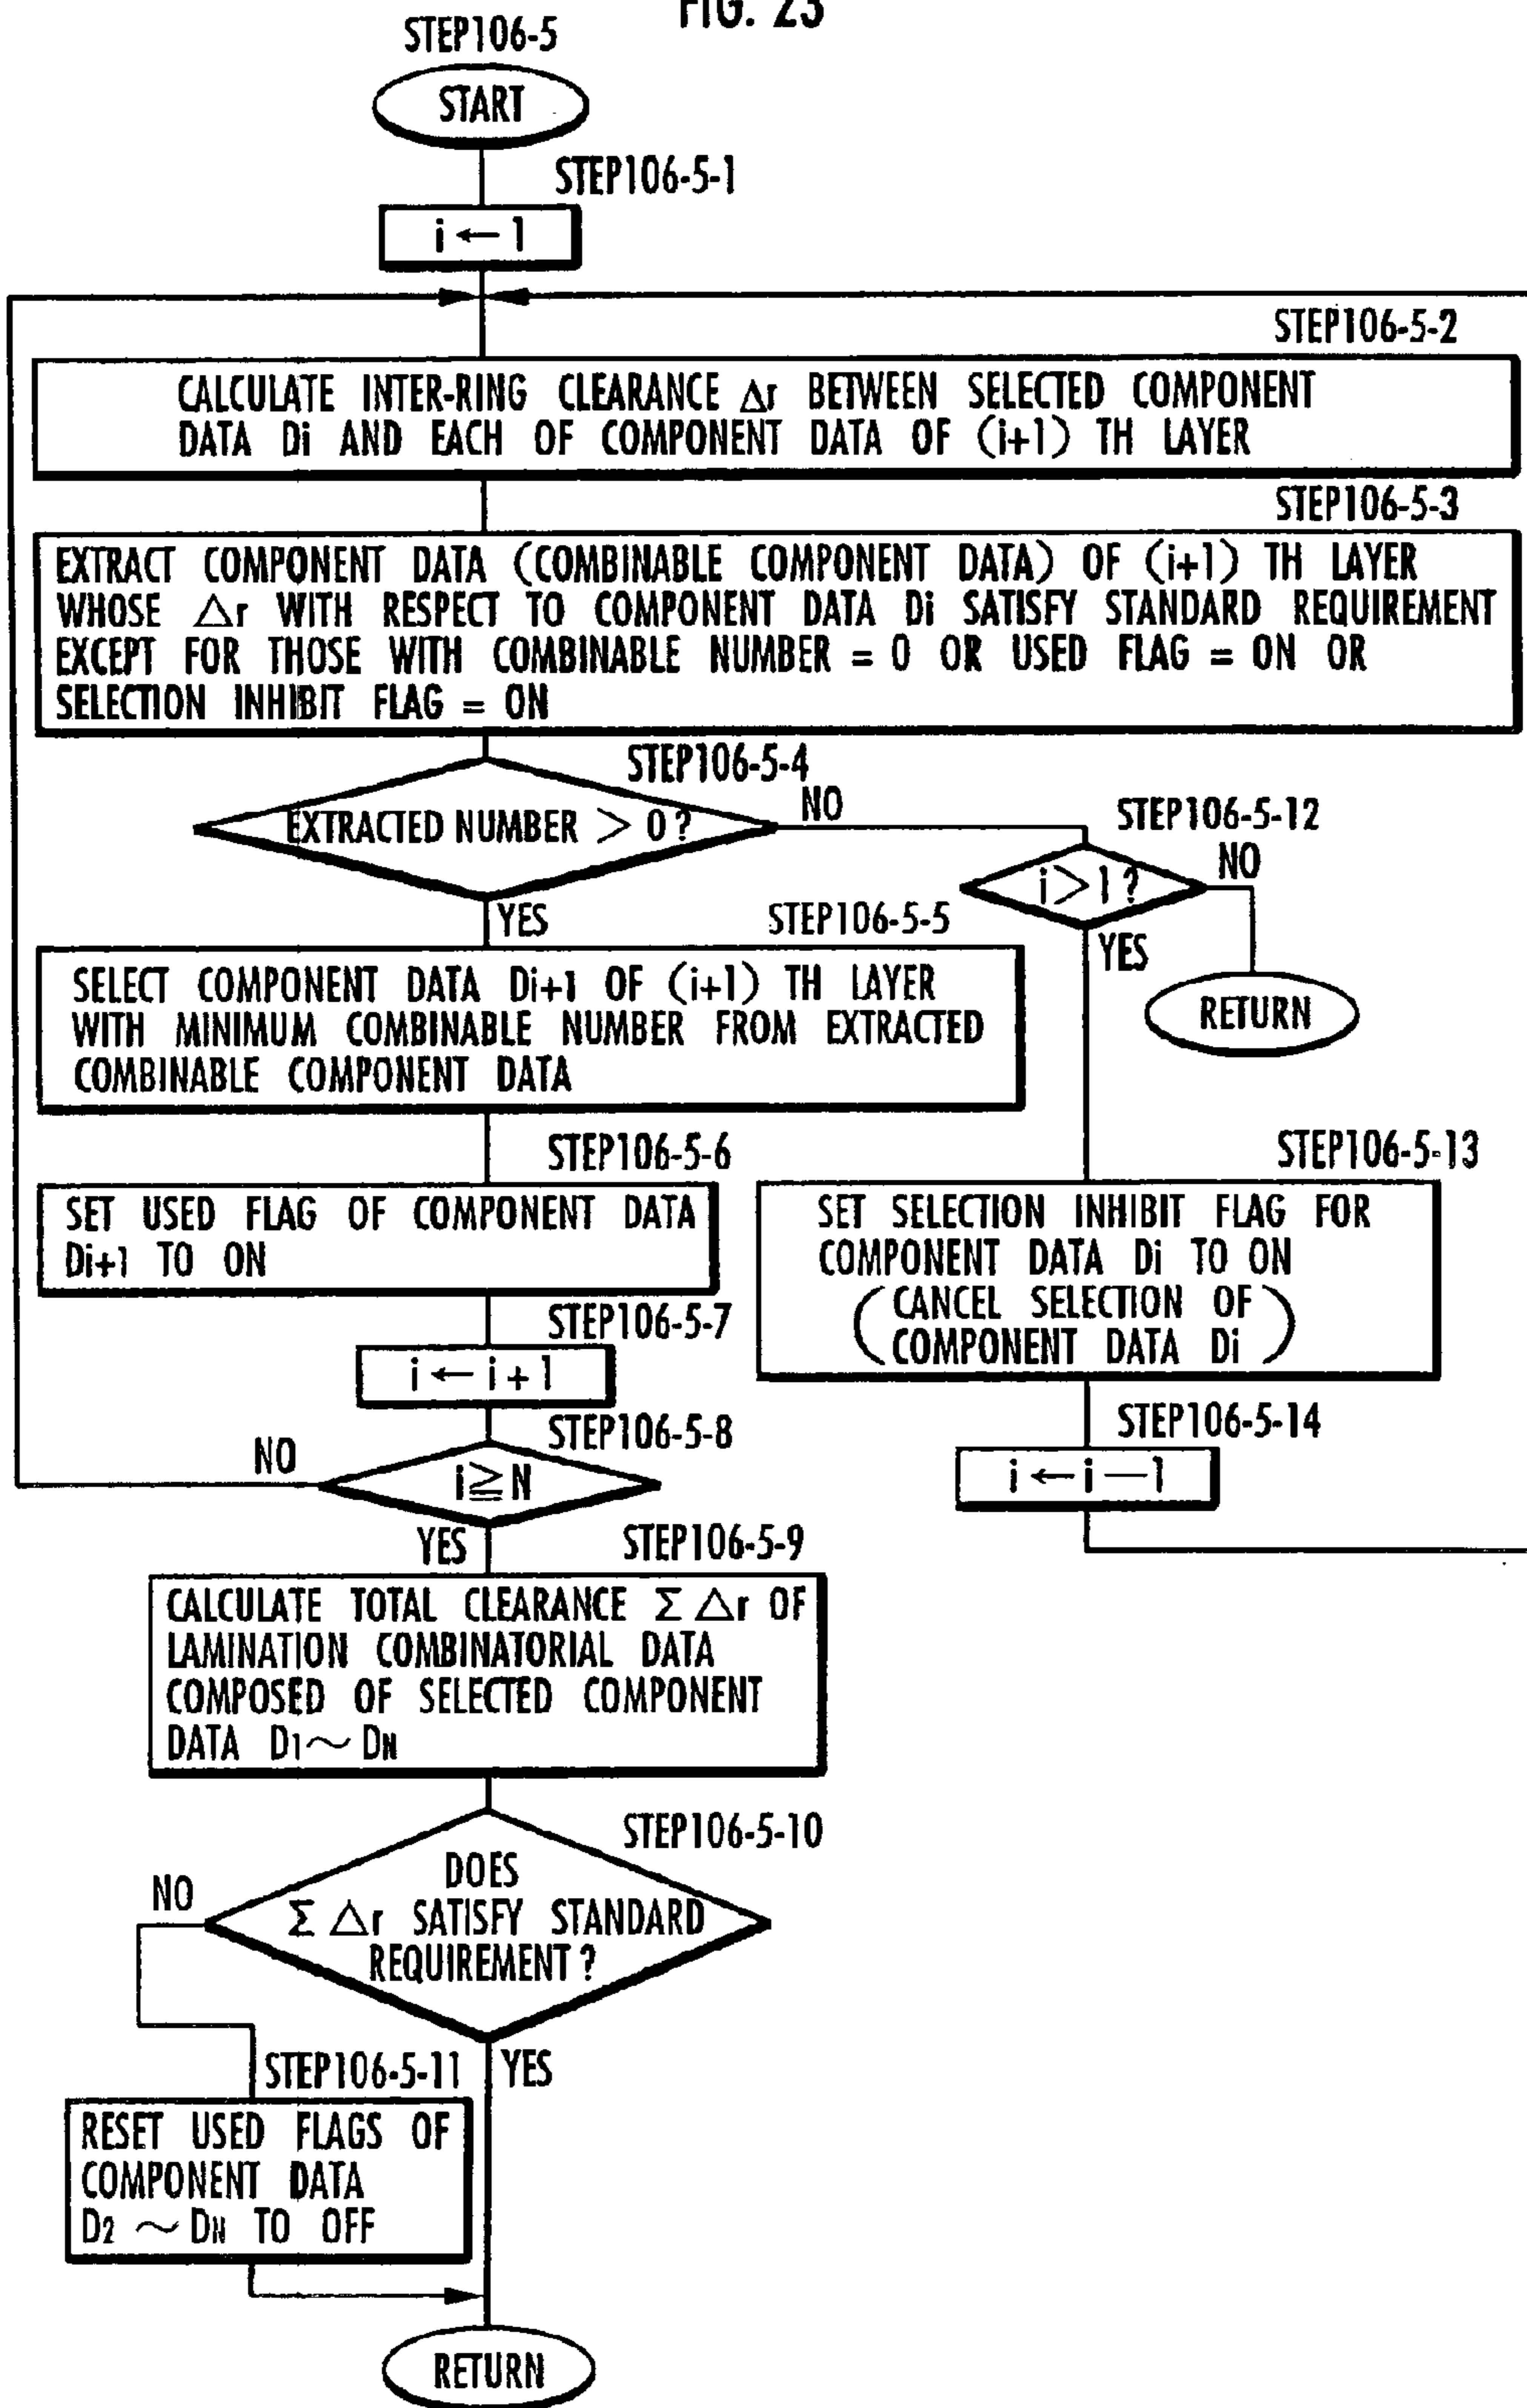 FIG. 23
STEP106-5
START
STEP106-5-1
i ← 1
STEP106-5-2
CALCULATE INTER-RING CLEARANCE Δr BETWEEN SELECTED COMPONENT
DATA Di AND EACH OF COMPONENT DATA OF (i+1) TH LAYER
STEP106-5-3
EXTRACT COMPONENT DATA (COMBINABLE COMPONENT DATA) OF (i+1) TH LAYER
WHOSE △r WITH RESPECT TO COMPONENT DATA Di SATISFY STANDARD REQUIREMENT
EXCEPT FOR THOSE WITH COMBINABLE NUMBER = 0 OR USED FLAG = ON OR
SELECTION INHIBIT FLAG = ON
STEP106-5-4
EXTRACTED NUMBER > 0 ?
NO
YES
STEP106-5-12
i > 1 ?
NO
YES
RETURN
STEP106-5-5
SELECT COMPONENT DATA Di+1 OF (i+1) TH LAYER
WITH MINIMUM COMBINABLE NUMBER FROM EXTRACTED
COMBINABLE COMPONENT DATA
STEP106-5-6
SET USED FLAG OF COMPONENT DATA
Di+1 TO ON
STEP106-5-13
SET SELECTION INHIBIT FLAG FOR
COMPONENT DATA Di TO ON
(CANCEL SELECTION OF
COMPONENT DATA Di)
STEP106-5-7
i ← i + 1
STEP106-5-14
i ← i — 1
STEP106-5-8
i ≧ N
NO
YES
STEP106-5-9
CALCULATE TOTAL CLEARANCE Σ △r OF
LAMINATION COMBINATORIAL DATA
COMPOSED OF SELECTED COMPONENT
DATA D1～DN
STEP106-5-10
DOES
Σ △r SATISFY STANDARD
REQUIREMENT ?
NO
YES
STEP106-5-11
RESET USED FLAGS OF
COMPONENT DATA
D2 ～DN TO OFF
RETURN